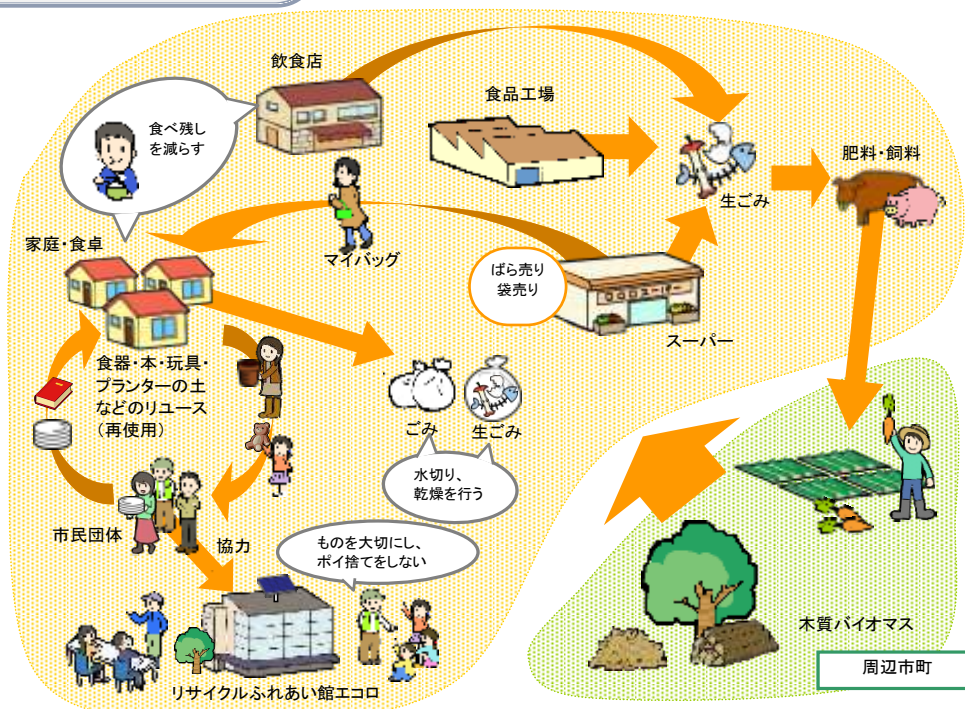 飲食店
食品工場
食べ残し
を減らす
生ごみ
肥料・飼料
家庭・食卓
マイバッグ
ばら売り
袋売り
スーパー
食器・本・玩具・
プランターの土
などのリユース
(再使用)
ごみ
生ごみ
水切り、
乾燥を行う
市民団体
協力
ものを大切にし、
ポイ捨てをしない
リサイクルふれあい館エコロ
木質バイオマス
周辺市町